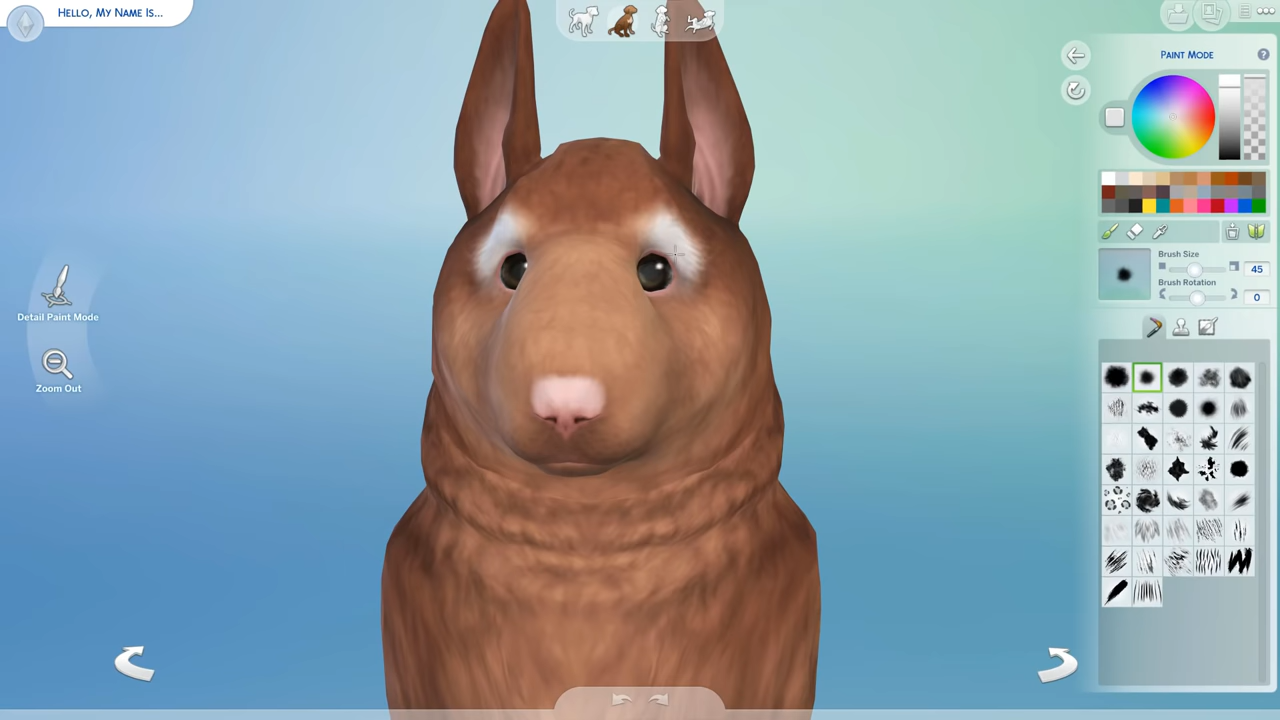 HELLO, MY NAME IS...
PAINT MODE
?
Brush Size
45
Brush Rotation
0
Detail Paint Mode
Zoom Out